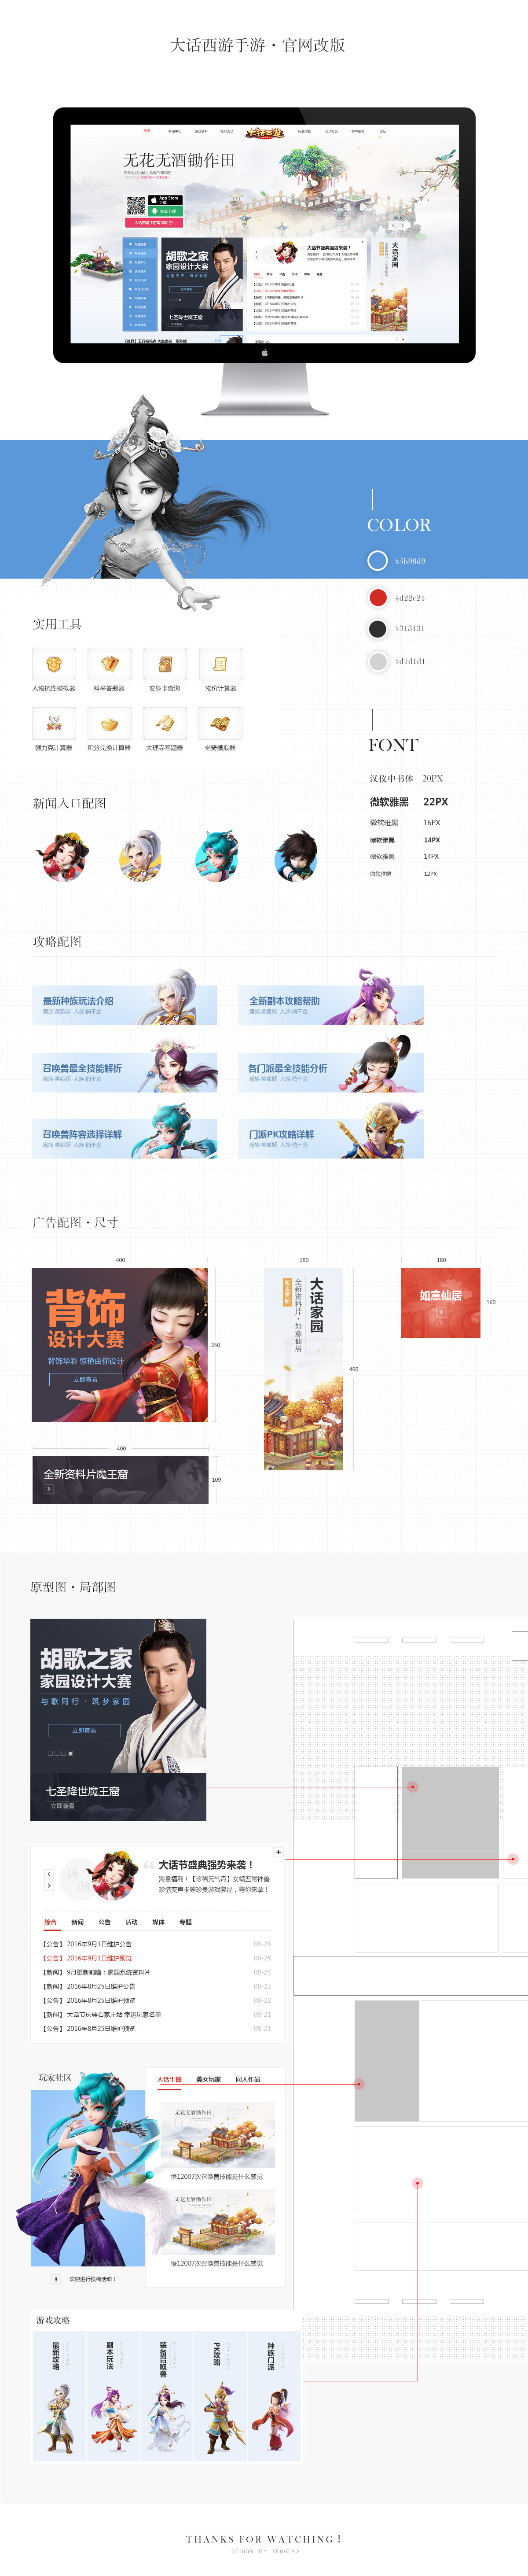 大话西游手游·官网改版
无花无酒锄作田
App Store
下载
安卓下载
胡歌之家
家园设计大赛
与歌同行·筑梦家园
大话节盛典强势来袭！
大话家园
七圣降世魔王窟
COLOR
#5b98d9
#d22c24
#313131
#d1d1d1
实用工具
人物抗性模拟器
科举答题器
变身卡查询
物价计算器
强力克计算器
积分兑换计算器
大理寺答题器
坐骑模拟器
FONT
汉仪中书体 20PX
微软雅黑 22PX
微软雅黑 16PX
微软雅黑 14PX
微软雅黑 14PX
微软雅黑 12PX
新闻入口配图
攻略配图
最新种族玩法介绍
全新副本攻略帮助
召唤兽最全技能解析
各门派最全技能分析
召唤兽阵容选择详解
门派PK攻略详解
广告配图·尺寸
400
180
180
背饰
设计大赛
背饰华彩 惊艳由你设计
立即查看
350
大话家园
全新资料片·如意仙居
460
如意仙居
160
400
全新资料片魔王窟
109
原型图·局部图
胡歌之家
家园设计大赛
与歌同行·筑梦家园
立即查看
七圣降世魔王窟
立即查看
16
08
大话节盛典强势来袭！
海量福利！【珍稀元气丹】女娲五常神兽
珍惜变声卡等珍贵游戏奖品，等你来拿！
综合 新闻 公告 活动 媒体 专题
【公告】2016年9月1日维护公告 08-26
【公告】2016年9月1日维护预览 08-25
【新闻】9月更新前瞻：家园系统资料片 08-24
【新闻】2016年8月25日维护公告 08-23
【公告】2016年8月25日维护预览 08-22
【新闻】大话节庆典石家庄站 幸运玩家名单 08-21
【公告】2016年8月25日维护预览 08-21
玩家社区
大话生图 美女玩家 同人作品
无花无酒锄作田
悟12007次召唤兽技能是什么感觉
无花无酒锄作田
悟12007次召唤兽技能是什么感觉
欢迎进行投稿活动！
游戏攻略
最新攻略
副本玩法
装备召唤兽
PK攻略
种族门派
THANKS FOR WATCHING！
DESIGN BY ZENGTAO